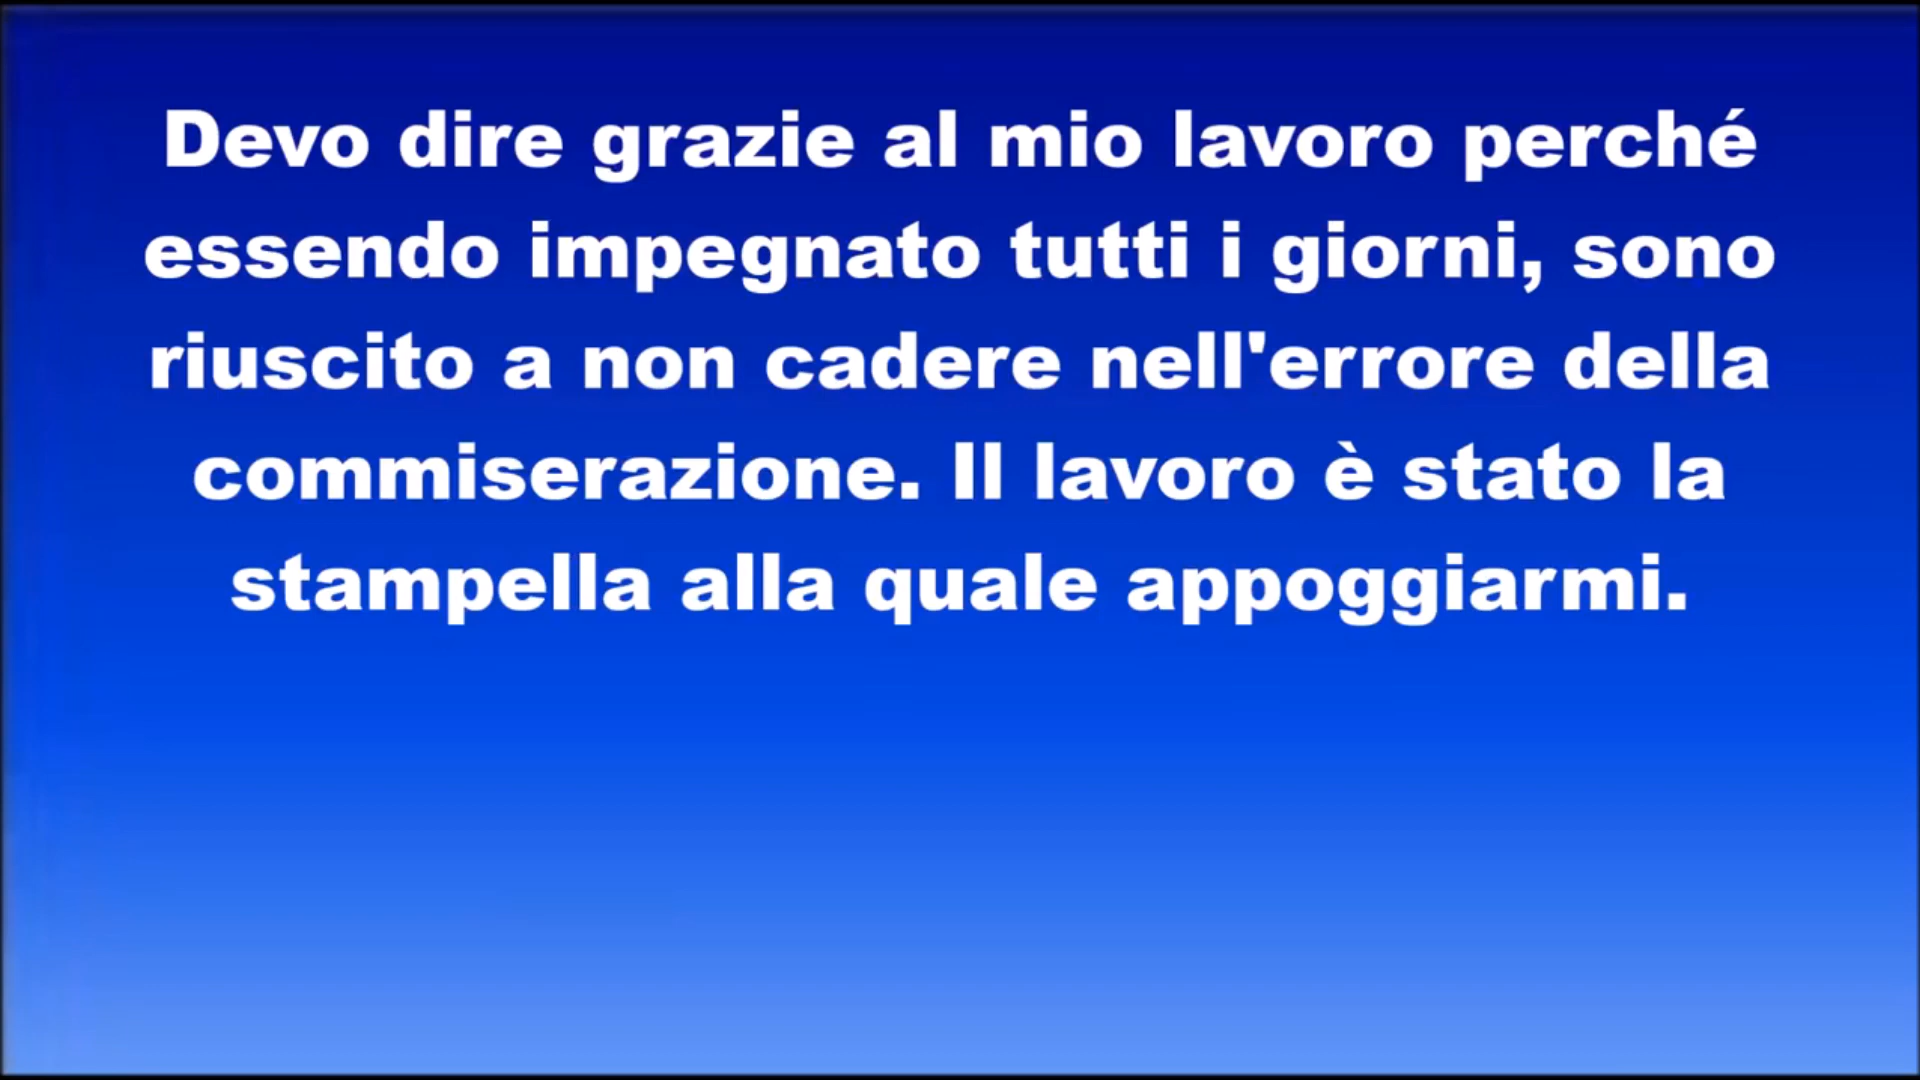 Devo dire grazie al mio lavoro perché
essendo impegnato tutti i giorni, sono
riuscito a non cadere nell'errore della
commiserazione. Il lavoro è stato la
stampella alla quale appoggiarmi.